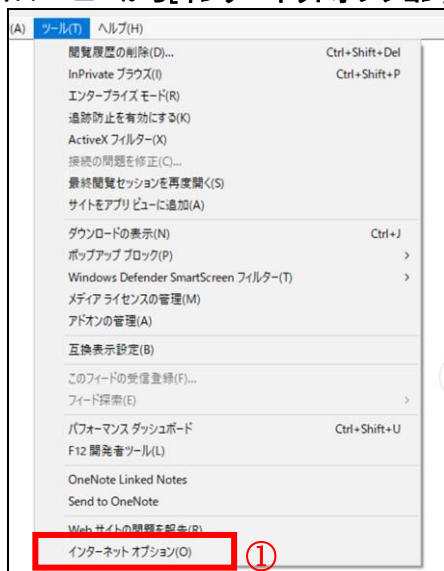 (A) ツール(T) ヘルプ(H)
閲覧履歴の削除(D)... Ctrl+Shift+Del
InPrivate ブラウズ(I) Ctrl+Shift+P
エンタープライズ モード(R)
追跡防止を有効にする(K)
ActiveX フィルター(X)
接続の問題を修正(C)...
最終閲覧セッションを再度開く(S)
サイトをアプリ ビューに追加(A)
ダウンロードの表示(N) Ctrl+J
ポップアップ ブロック(P) >
Windows Defender SmartScreen フィルター(T) >
メディア ライセンスの管理(M)
アドオンの管理(A)
互換表示設定(B)
このフィードの受信登録(F)...
フィード探索(E) >
パフォーマンス ダッシュボード Ctrl+Shift+U
F12 開発者ツール(L)
OneNote Linked Notes
Send to OneNote
Web サイトの問題を報告(R)
インターネット オプション(O) ①